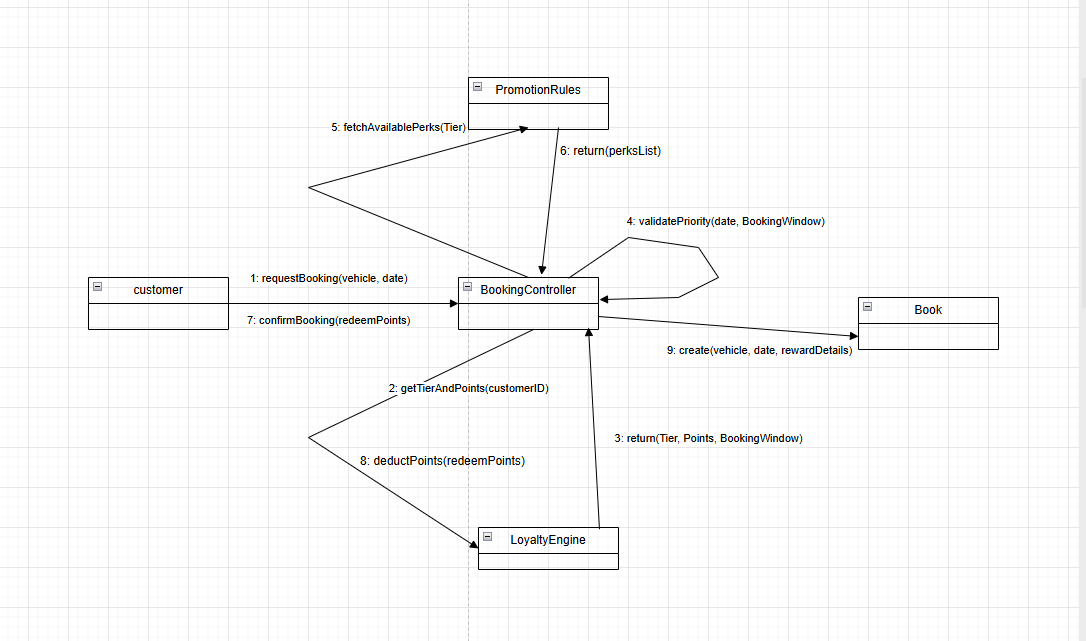 PromotionRules
5: fetchAvailablePerks(Tier)
6: return(perksList)
4: validatePriority(date, BookingWindow)
1: requestBooking(vehicle, date)
customer
BookingController
Book
7: confirmBooking(redeemPoints)
9: create(vehicle, date, rewardDetails)
2: getTierAndPoints(customerID)
3: return(Tier, Points, BookingWindow)
8: deductPoints(redeemPoints)
LoyaltyEngine